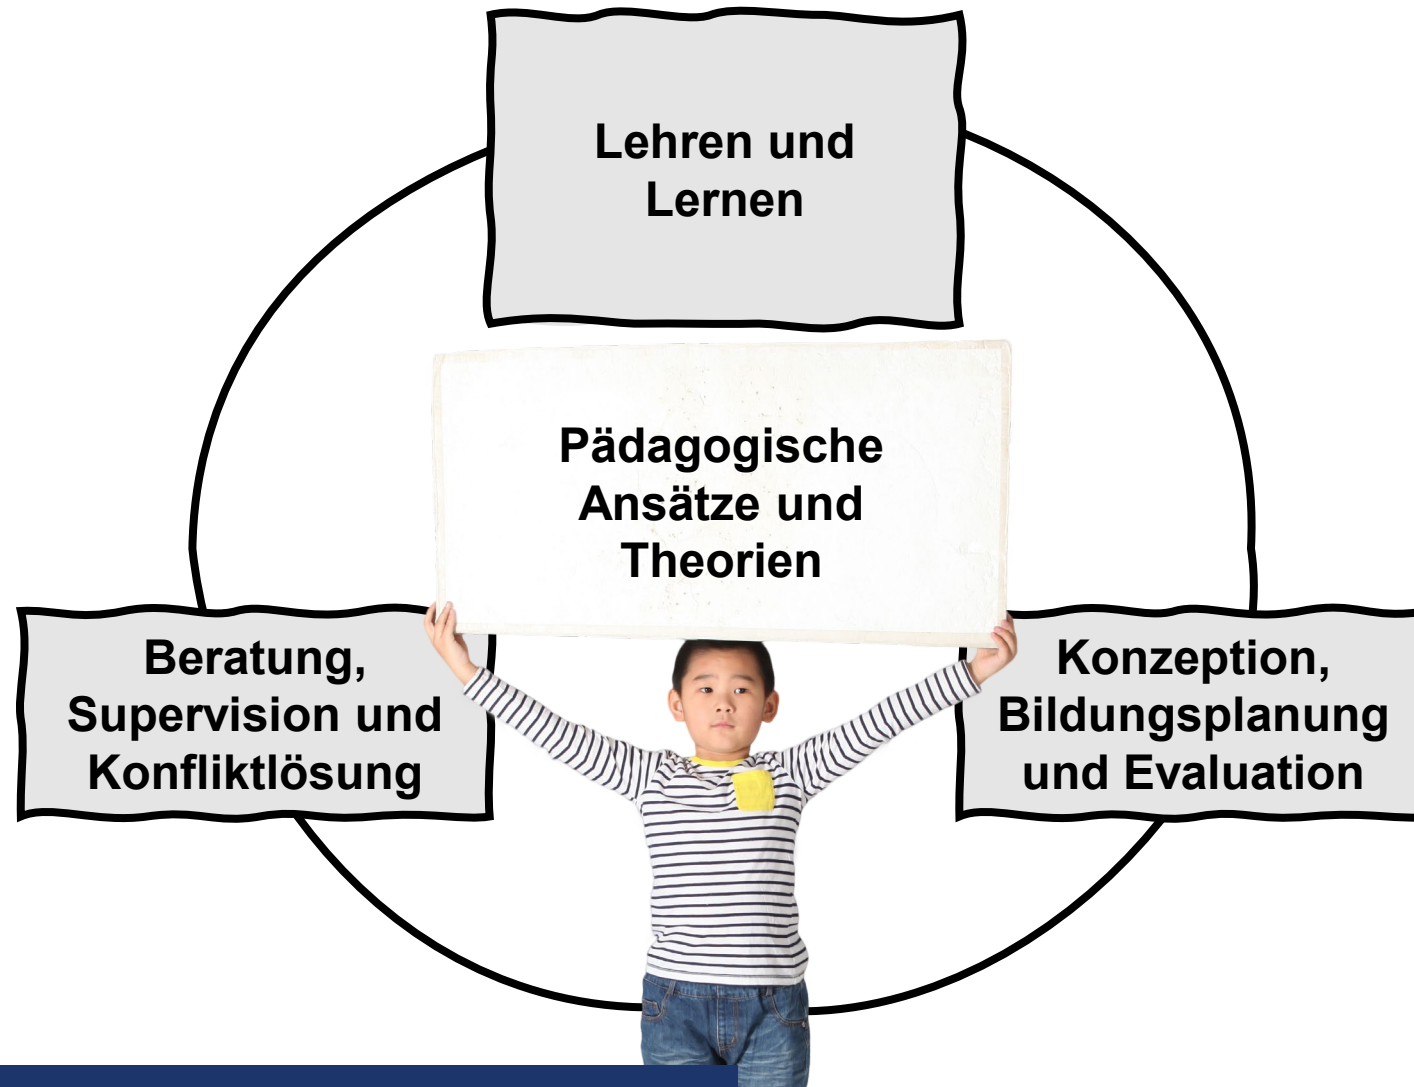 Lehren und
Lernen
Pädagogische
Ansätze und
Theorien
Beratung,
Supervision und
Konfliktlösung
Konzeption,
Bildungsplanung
und Evaluation